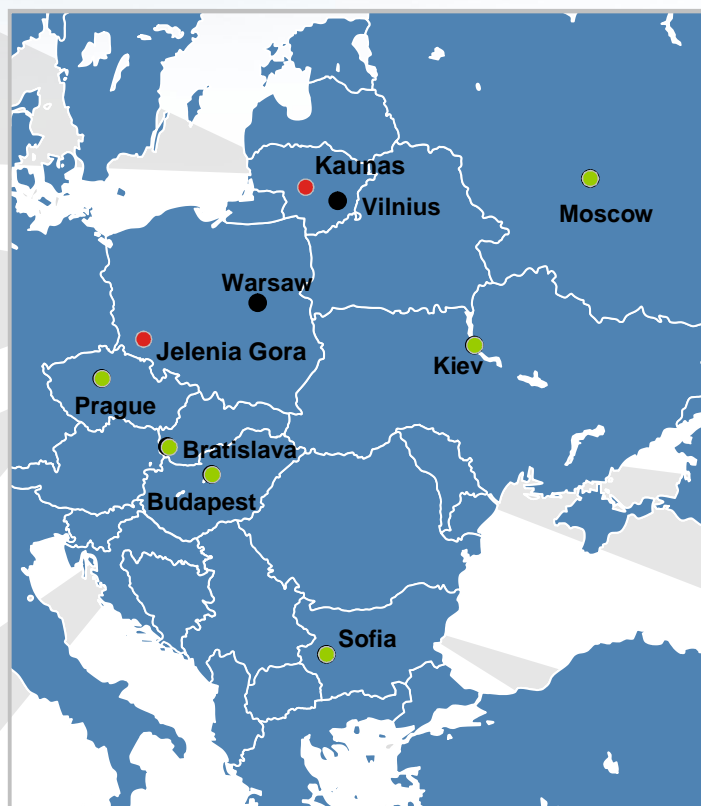 Kaunas
Vilnius
Moscow
Warsaw
Jelenia Gora
Kiev
Prague
Bratislava
Budapest
Sofia